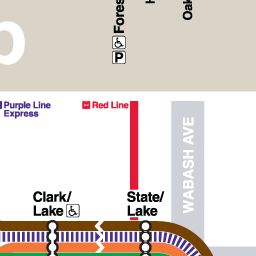 Fores
Oak
P
Purple Line
Express
Red Line
WABASH AVE
Clark/
Lake
State/
Lake